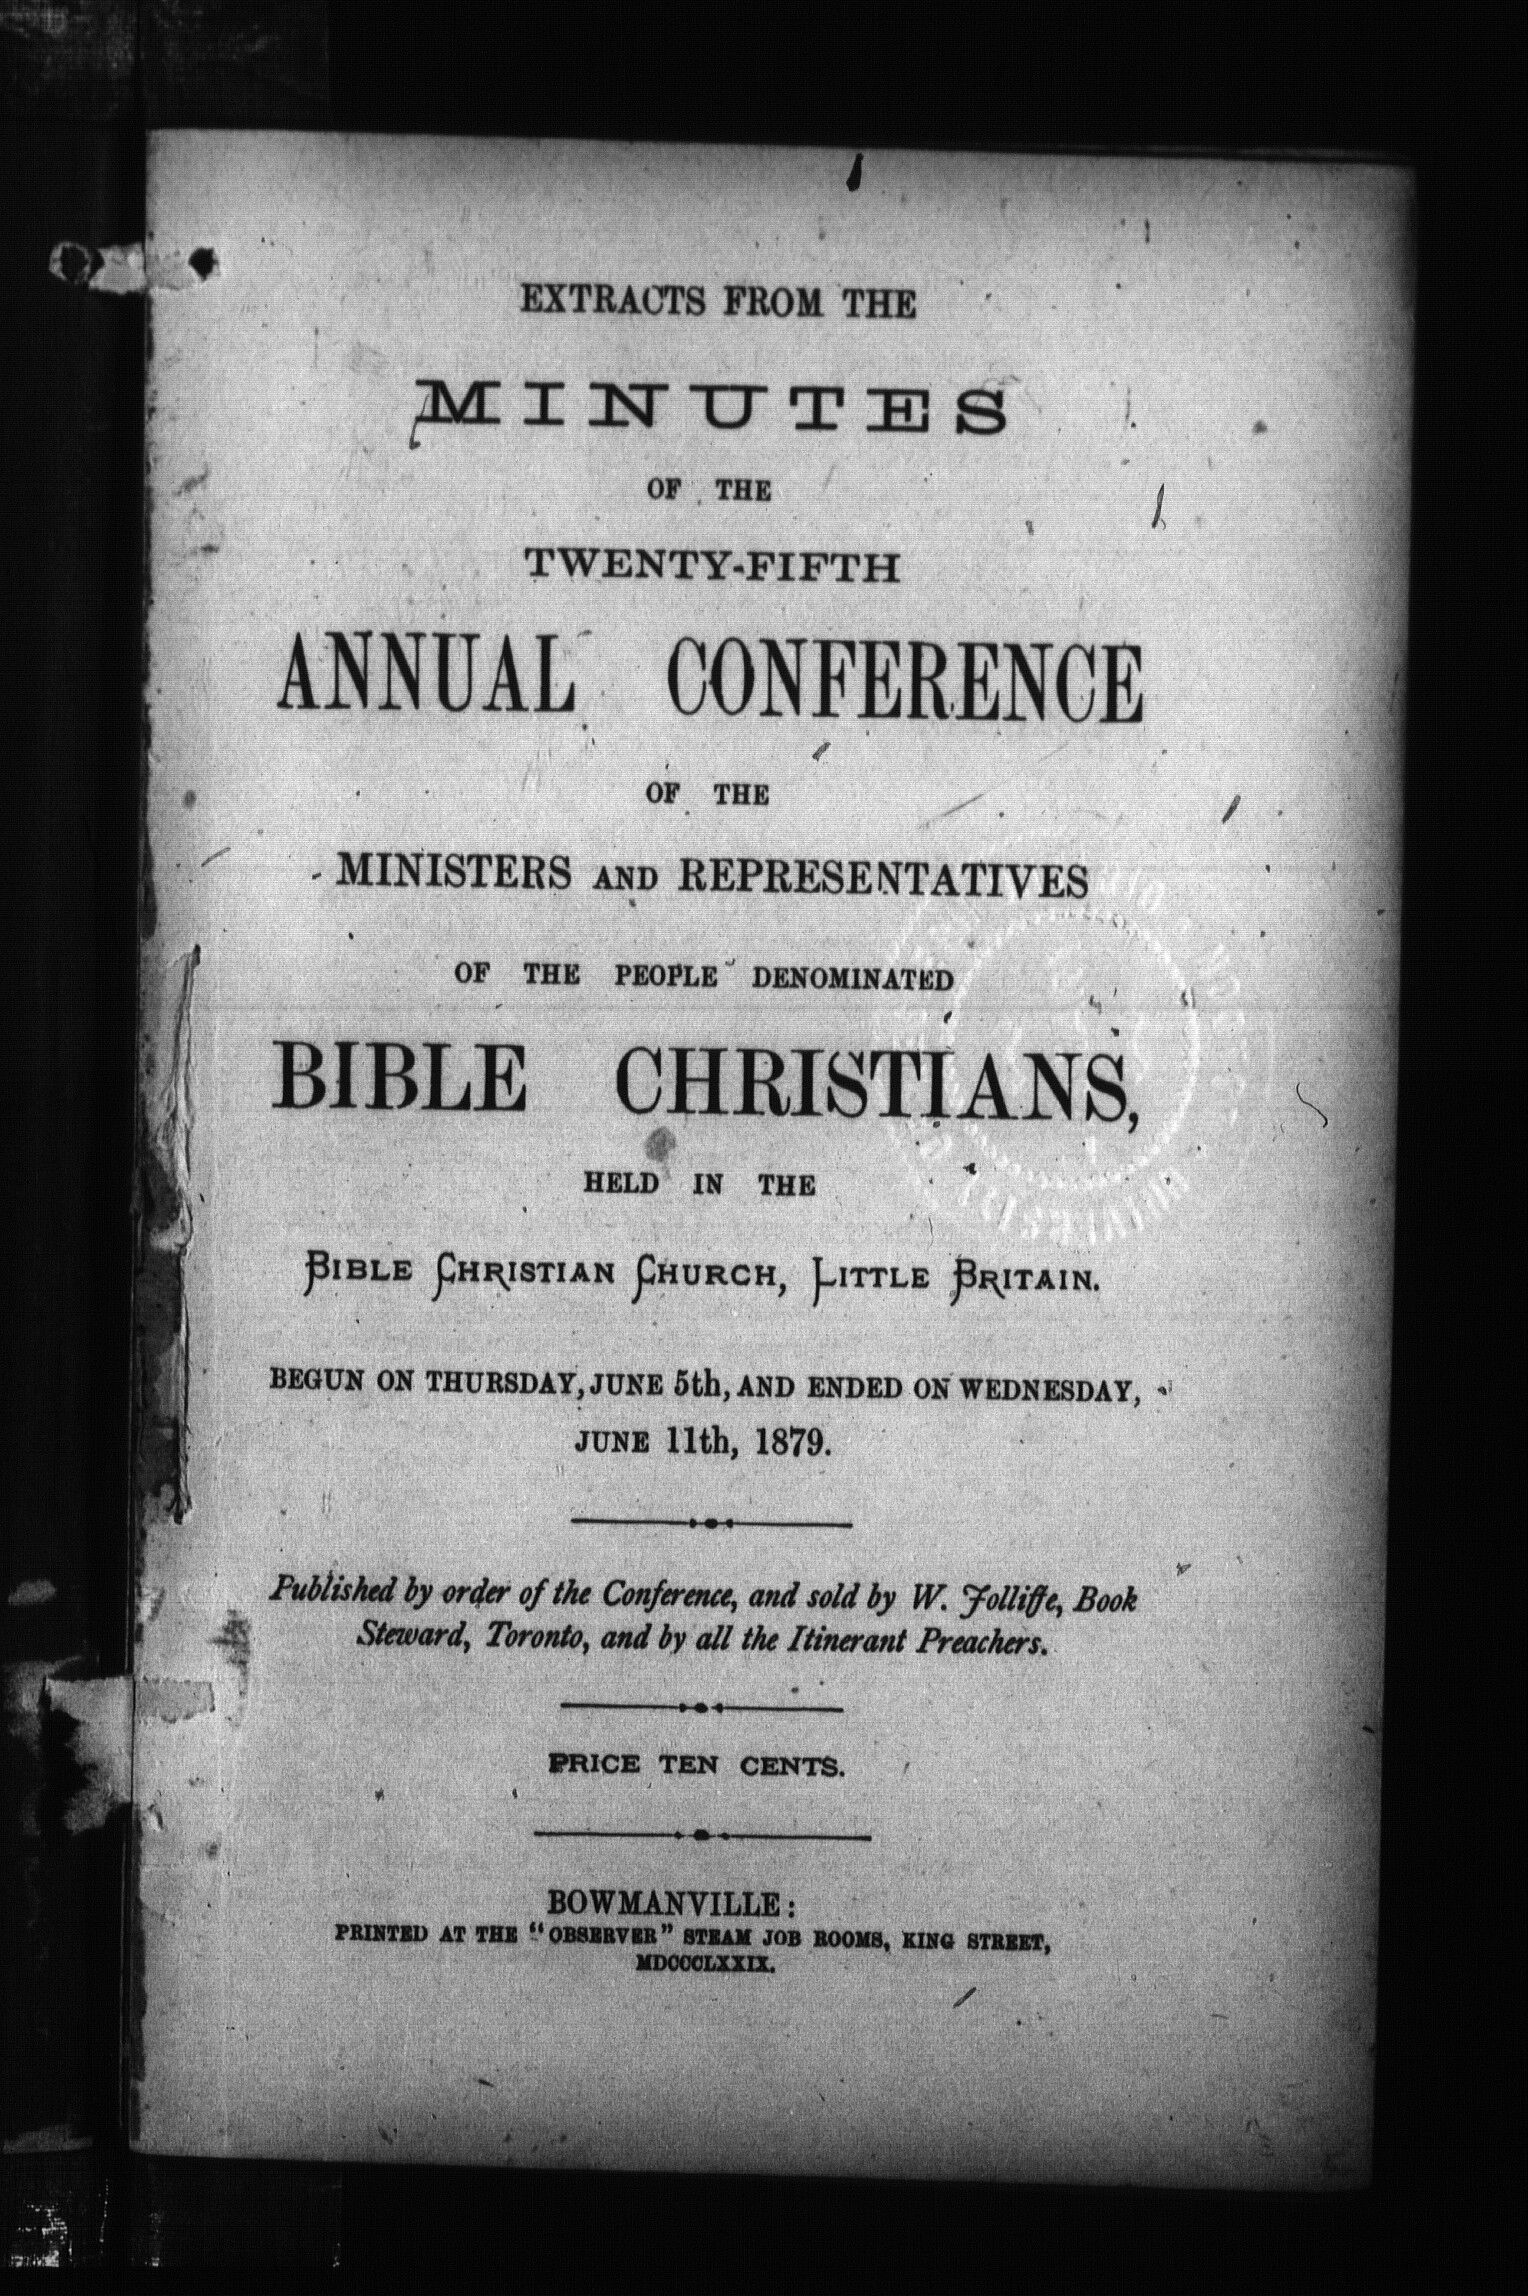 EXTRACTS FROM THE
MINUTES
OF THE
TWENTY-FIFTH
ANNUAL CONFERENCE
OF THE
MINISTERS AND REPRESENTATIVES
OF THE PEOPLE DENOMINATED
BIBLE CHRISTIANS,
HELD IN THE
BIBLE CHRISTIAN CHURCH, LITTLE BRITAIN.
BEGUN ON THURSDAY, JUNE 5th, AND ENDED ON WEDNESDAY,
JUNE 11th, 1879.
Published by order of the Conference, and sold by W. Jolliffe, Book
Steward, Toronto, and by all the Itinerant Preachers.
PRICE TEN CENTS.
BOWMANVILLE:
PRINTED AT THE "OBSERVER" STEAM JOB ROOMS, KING STREET,
MDCCCLXXIX.